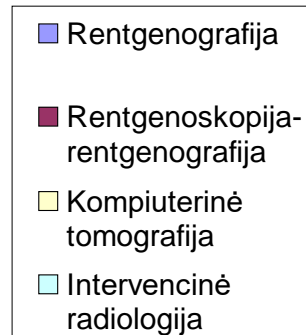 Rentgenografija
Rentgenoskopija-
rentgenografija
Kompiuterinė
tomografija
Intervencinė
radiologija